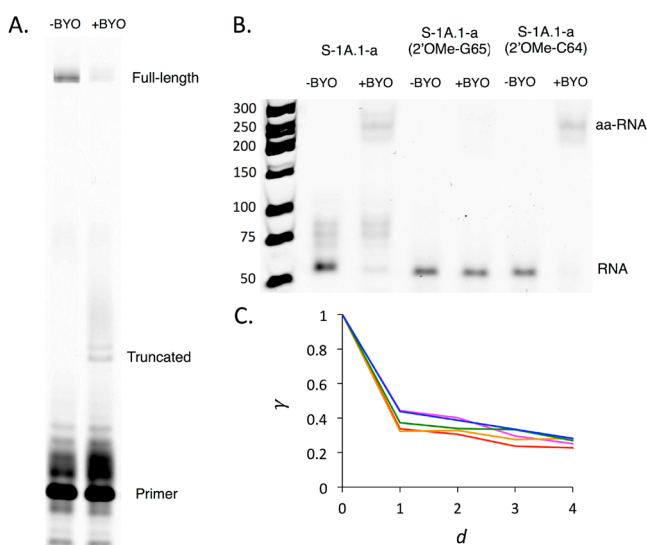 A.
-BYO +BYO
Full-length
Truncated
Primer
B.
S-1A.1-a
S-1A.1-a
(2'OMe-G65)
S-1A.1-a
(2'OMe-C64)
-BYO +BYO -BYO +BYO -BYO +BYO
300
250
200
150
100
75
50
aa-RNA
RNA
C.
1
0.8
0.6
0.4
0.2
0
γ
0 1 2 3 4
d